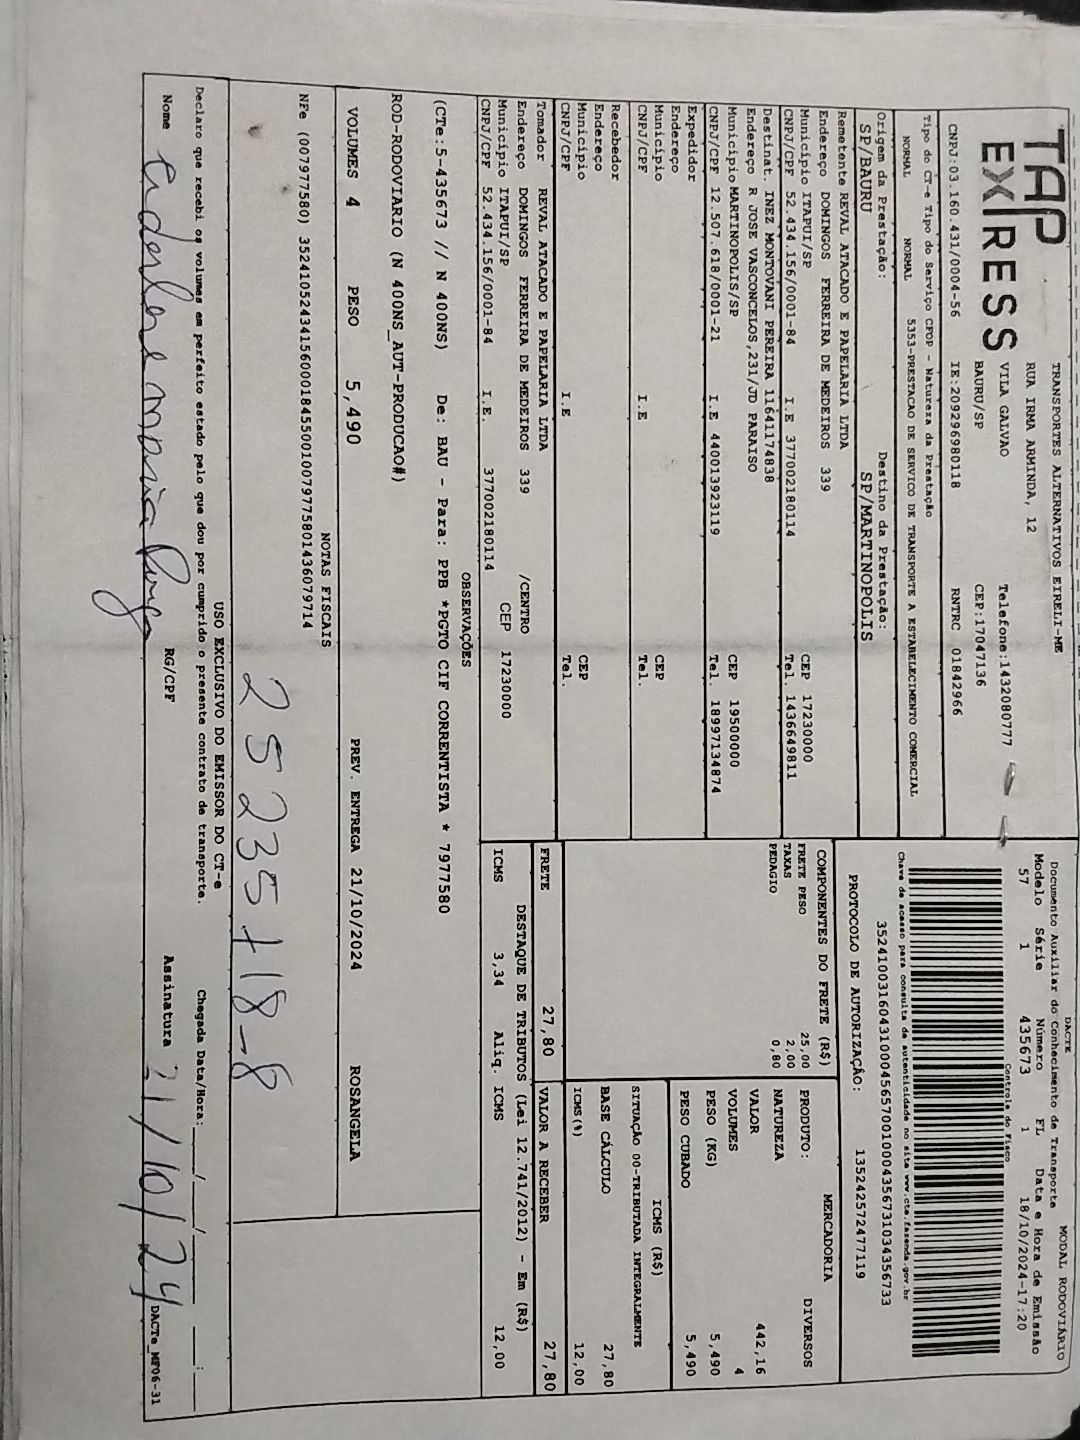 TAP
EXPRESS
TRANSPORTES ALTERNATIVOS EIRELI-ME
RUA IRMA ARMINDA, 12
VILA GALVAO
BAURU/SP
Telefone:1432080777
CEP:17047136
CNPJ:03.160.431/0004-56 IE:209296980118 RNTRC 01842966
DACTE
Documento Auxiliar do Conhecimento de Transporte MODAL RODOVIÁRIO
Modelo Série Número FL Data e Hora de Emissão
57 1 435673 1 18/10/2024-17:20
Controle do Fisco
Chave de acesso para consulta de autenticidade no site www.cte.fazenda.gov.br
35241003160431000456570010004356731034356733
PROTOCOLO DE AUTORIZAÇÃO: 135242572477119
Tipo do CT-e Tipo do Serviço CFOP - Natureza da Prestação
NORMAL NORMAL 5353-PRESTACAO DE SERVICO DE TRANSPORTE A ESTABELECIMENTO COMERCIAL
Origem da Prestação: Destino da Prestação:
SP/BAURU SP/MARTINOPOLIS
Remetente REVAL ATACADO E PAPELARIA LTDA
Endereço DOMINGOS FERREIRA DE MEDEIROS 339
Município ITAPUI/SP CEP 17230000
CNPJ/CPF 52.434.156/0001-84 I.E 377002180114 Tel. 1436649811
Destinat. INEZ MONTOVANI PEREIRA 11641174838
Endereço R JOSE VASCONCELOS,231/JD PARAISO
Município MARTINOPOLIS/SP CEP 19500000
CNPJ/CPF 12.507.618/0001-21 I.E 440013923119 Tel. 18997134874
Expedidor
Endereço
Município CEP
CNPJ/CPF I.E Tel.
Recebedor
Endereço
Município CEP
CNPJ/CPF I.E Tel.
Tomador REVAL ATACADO E PAPELARIA LTDA
Endereço DOMINGOS FERREIRA DE MEDEIROS 339 /CENTRO
Município ITAPUI/SP CEP 17230000
CNPJ/CPF 52.434.156/0001-84 I.E. 377002180114
COMPONENTES DO FRETE (R$)
FRETE PESO 25,00
TAXAS 2,00
PEDAGIO 0,80
MERCADORIA
PRODUTO: DIVERSOS
NATUREZA
VALOR 442,16
VOLUMES 4
PESO (KG) 5,490
PESO CUBADO 5,490
ICMS (R$)
SITUAÇÃO 00-TRIBUTADA INTEGRALMENTE
BASE CÁLCULO 27,80
ICMS (%) 12,00
FRETE 27,80 VALOR A RECEBER 27,80
DESTAQUE DE TRIBUTOS (Lei 12.741/2012) - Em (R$)
ICMS 3,34 Aliq. ICMS 12,00
OBSERVAÇÕES
(CTe:5-435673 // N 400NS) De: BAU - Para: PPB *PGTO CIF CORRENTISTA * 7977580
ROD-RODOVIARIO (N 400NS_AUT-PRODUCAO#)
VOLUMES 4 PESO 5,490 PREV. ENTREGA 21/10/2024 ROSANGELA
NOTAS FISCAIS
NFe (007977580) 35241052434156000184550010079775801436079714
25235718-8
USO EXCLUSIVO DO EMISSOR DO CT-e
Declaro que recebi os volumes em perfeito estado pelo que dou por cumprido o presente contrato de transporte. Chegada Data/Hora: __/__/____ __:__
Nome RG/CPF Assinatura 21/10/24
DACTe_MF06-31